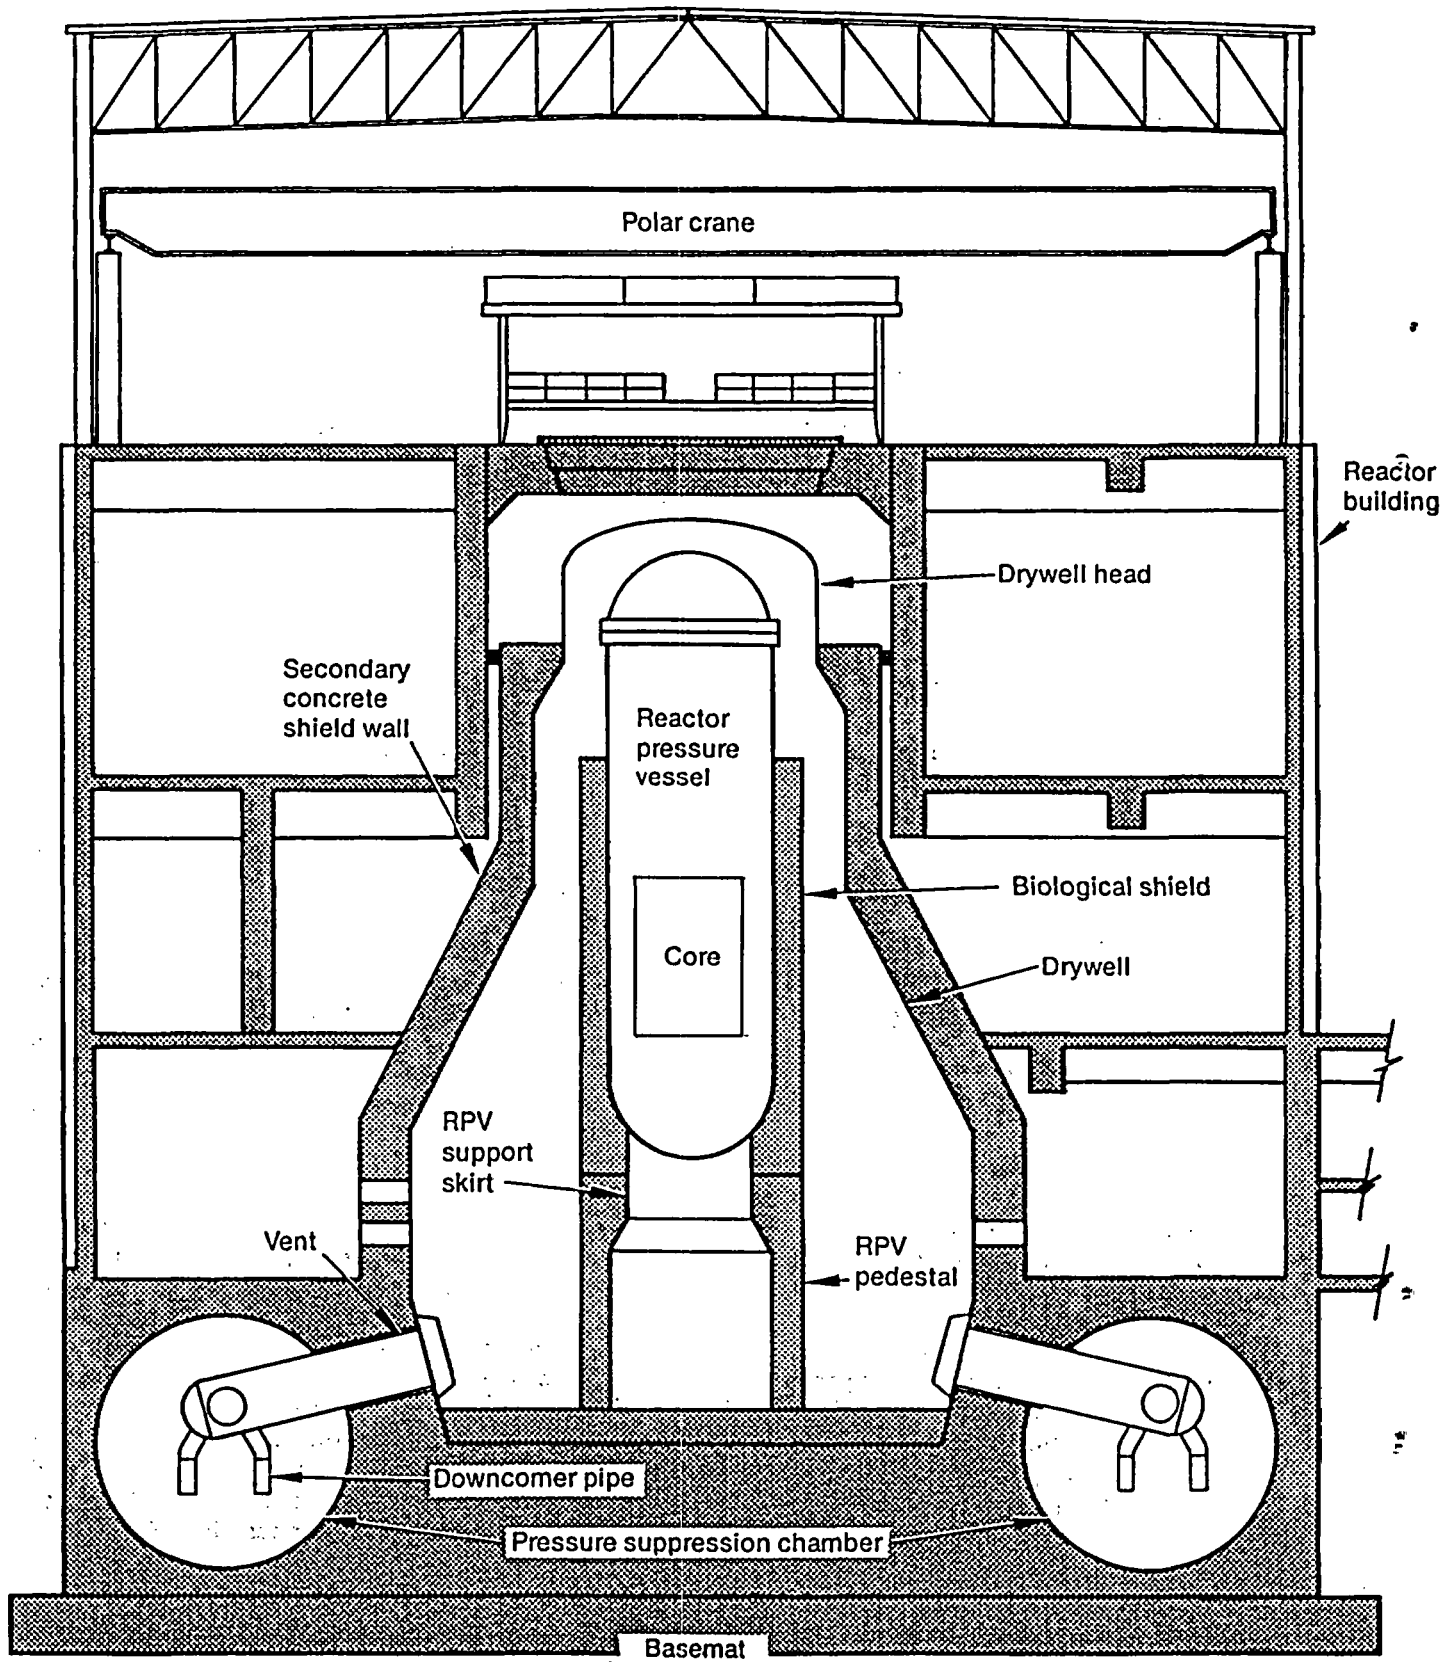 Polar crane
Reactor
building
Drywell head
Secondary
concrete
shield wall
Reactor
pressure
vessel
Biological shield
Core
Drywell
RPV
support
skirt
Vent
RPV
pedestal
Downcomer pipe
Pressure suppression chamber
Basemat